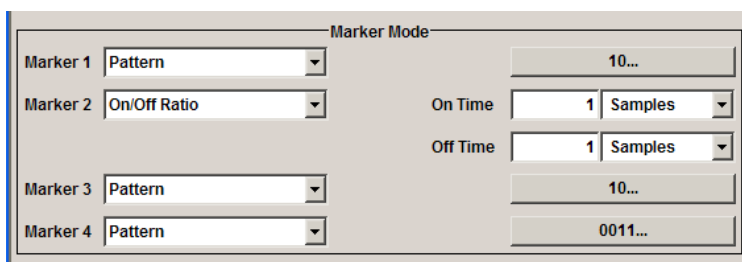 Marker Mode
Marker 1 Pattern 10...
Marker 2 On/Off Ratio On Time 1 Samples
Off Time 1 Samples
Marker 3 Pattern 10...
Marker 4 Pattern 0011...